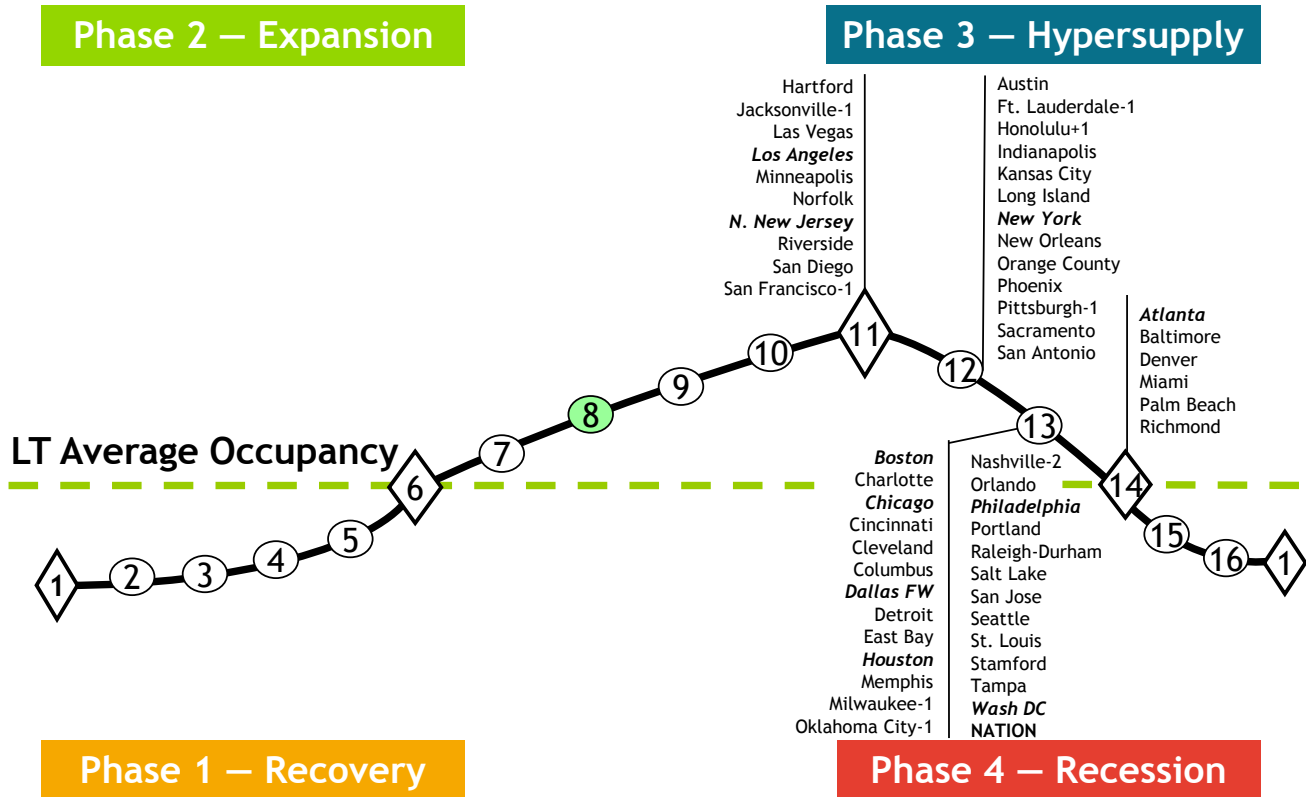 Phase 2 — Expansion
Phase 3 — Hypersupply
Hartford
Jacksonville-1
Las Vegas
Los Angeles
Minneapolis
Norfolk
N. New Jersey
Riverside
San Diego
San Francisco-1
Austin
Ft. Lauderdale-1
Honolulu+1
Indianapolis
Kansas City
Long Island
New York
New Orleans
Orange County
Phoenix
Pittsburgh-1
Sacramento
San Antonio
Atlanta
Baltimore
Denver
Miami
Palm Beach
Richmond
LT Average Occupancy
1
2
3
4
5
6
7
8
9
10
11
12
13
14
15
16
1
Boston
Charlotte
Chicago
Cincinnati
Cleveland
Columbus
Dallas FW
Detroit
East Bay
Houston
Memphis
Milwaukee-1
Oklahoma City-1
Nashville-2
Orlando
Philadelphia
Portland
Raleigh-Durham
Salt Lake
San Jose
Seattle
St. Louis
Stamford
Tampa
Wash DC
NATION
Phase 1 — Recovery
Phase 4 — Recession